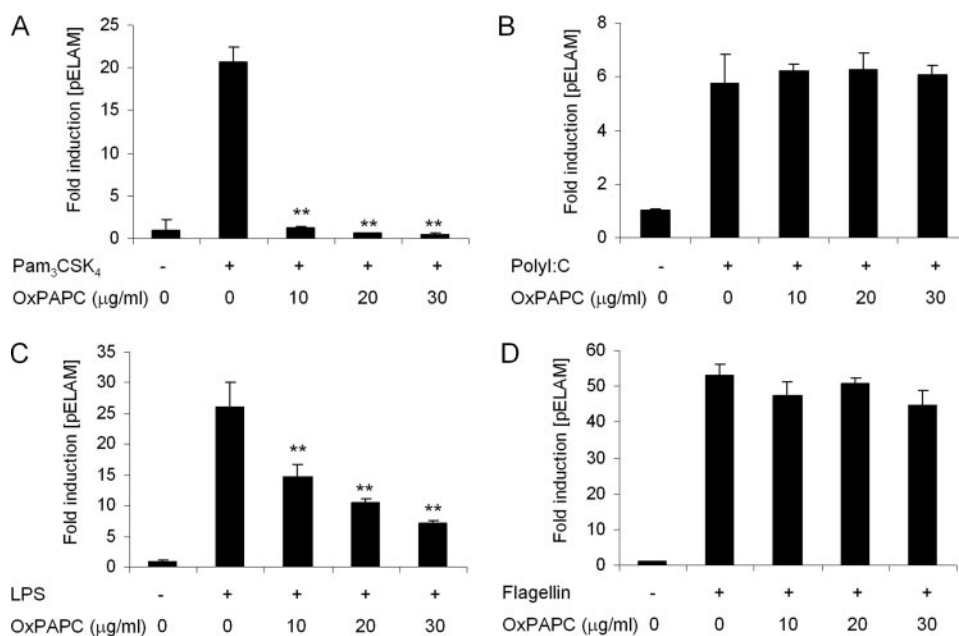 A
Fold induction [pELAM]
25
20
15
10
5
0
** ** **
Pam₃CSK₄ - + + + +
OxPAPC (μg/ml) 0 0 10 20 30
B
Fold induction [pELAM]
8
6
4
2
0
PolyI:C - + + + +
OxPAPC (μg/ml) 0 0 10 20 30
C
Fold induction [pELAM]
35
30
25
20
15
10
5
0
** ** **
LPS - + + + +
OxPAPC (μg/ml) 0 0 10 20 30
D
Fold induction [pELAM]
60
50
40
30
20
10
0
Flagellin - + + + +
OxPAPC (μg/ml) 0 0 10 20 30